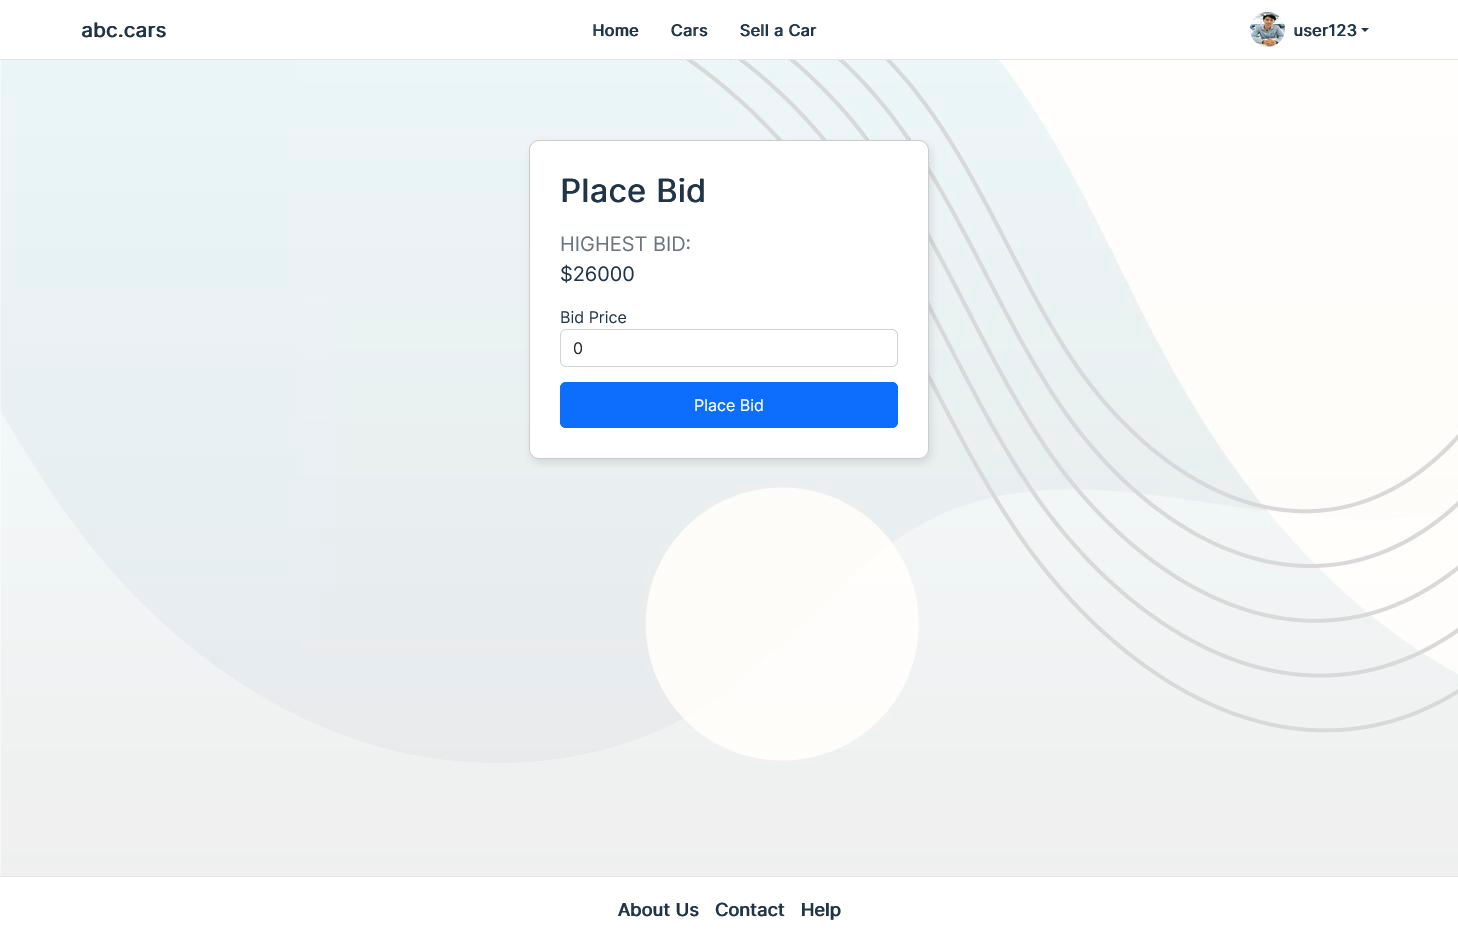 abc.cars
Home Cars Sell a Car
user123
Place Bid
HIGHEST BID:
$26000
Bid Price
0
Place Bid
About Us Contact Help